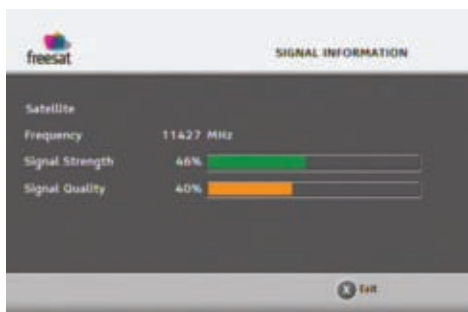 freesat
SIGNAL INFORMATION
Satellite
Frequency 11427 MHz
Signal Strength 46%
Signal Quality 40%
X Exit